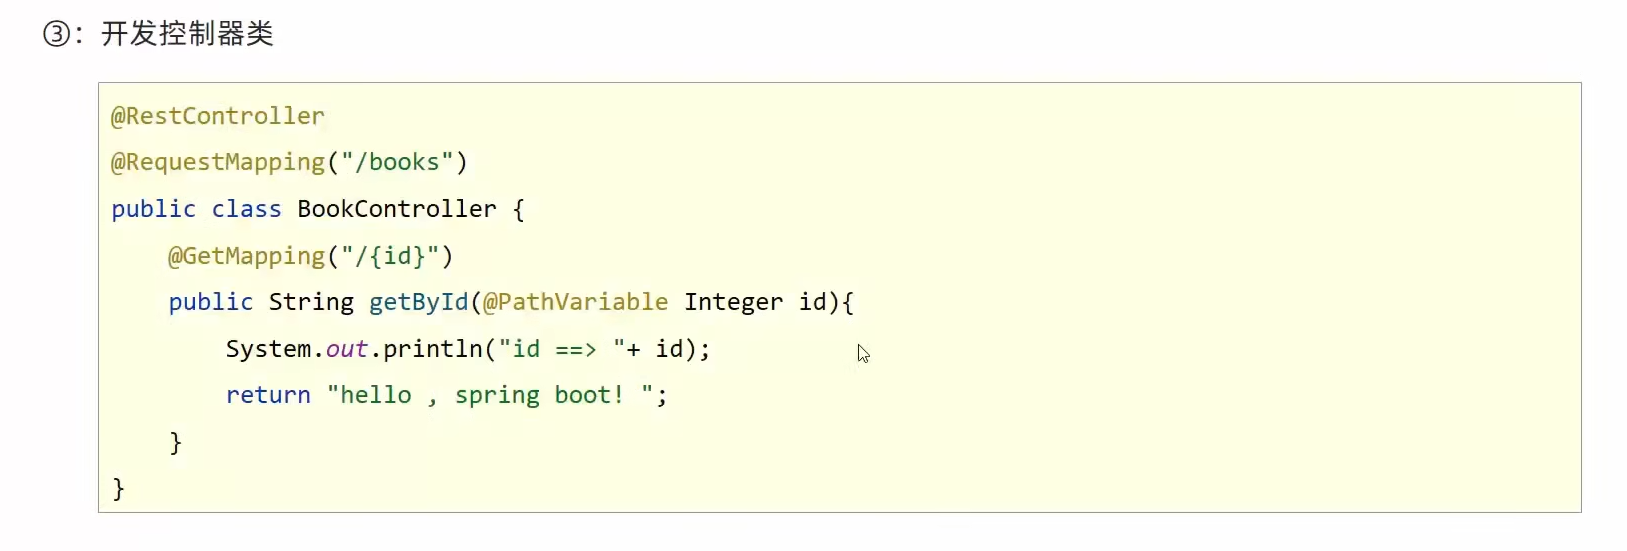 ③：开发控制器类
@RestController
@RequestMapping("/books")
public class BookController {
    @GetMapping("/{id}")
    public String getById(@PathVariable Integer id){
        System.out.println("id ==> "+ id);
        return "hello , spring boot! ";
    }
}